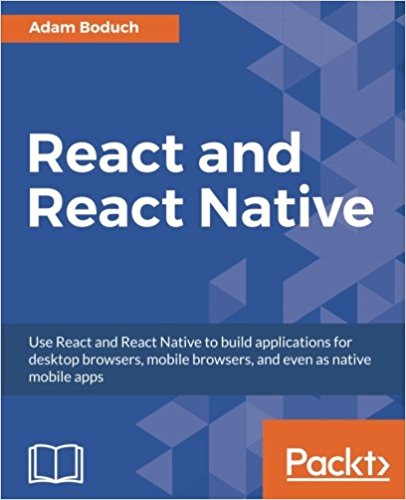 Adam Boduch
React and
React Native
Use React and React Native to build applications for
desktop browsers, mobile browsers, and even as native
mobile apps
Packt>